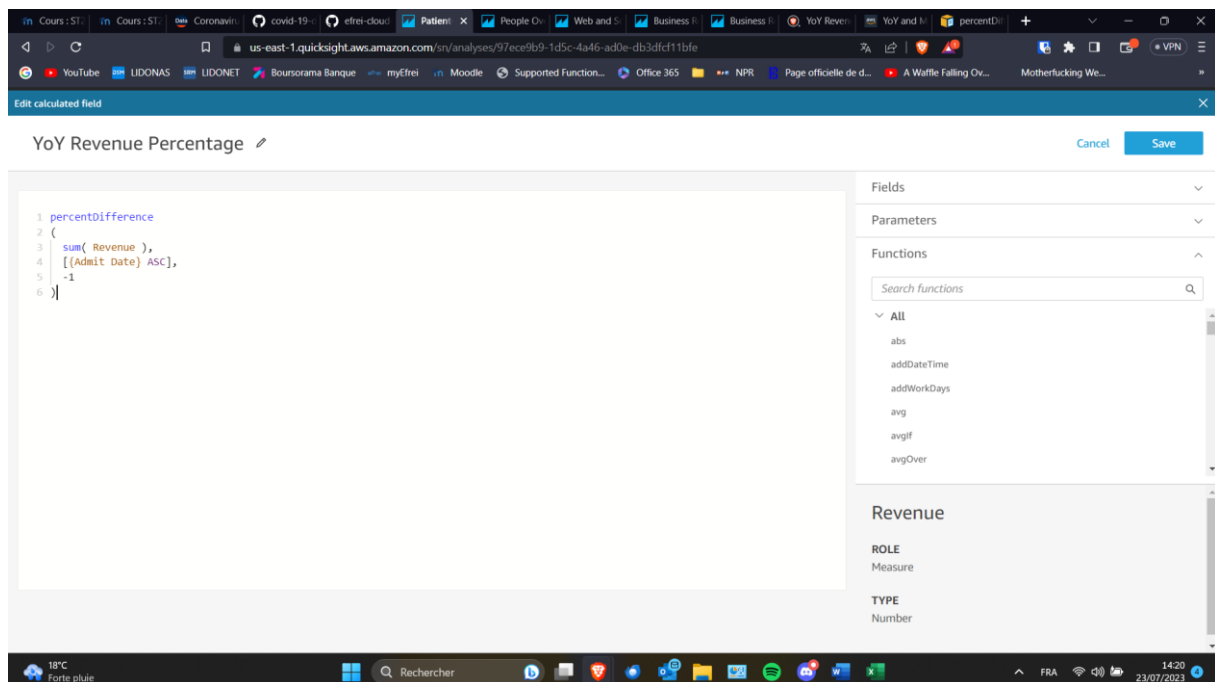 Cours : ST2
Cours : ST2
Coronaviru
covid-19-c
efrei-cloud
Patient
People Ov
Web and S
Business R
Business R
YoY Reven
YoY and M
percentDif
us-east-1.quicksight.aws.amazon.com/sn/analyses/97ece9b9-1d5c-4a46-ad0e-db3dfcf11bfe
VPN
YouTube
LIDONAS
LIDONET
Boursorama Banque
myEfrei
Moodle
Supported Function...
Office 365
NPR
Page officielle de d...
A Waffle Falling Ov...
Motherfucking We...
Edit calculated field
YoY Revenue Percentage
Cancel
Save
1 percentDifference
2 (
3 sum( Revenue ),
4 [{Admit Date} ASC],
5 -1
6 )
Fields
Parameters
Functions
Search functions
All
abs
addDateTime
addWorkDays
avg
avgIf
avgOver
Revenue
ROLE
Measure
TYPE
Number
18°C
Forte pluie
Rechercher
FRA
14:20
23/07/2023
4